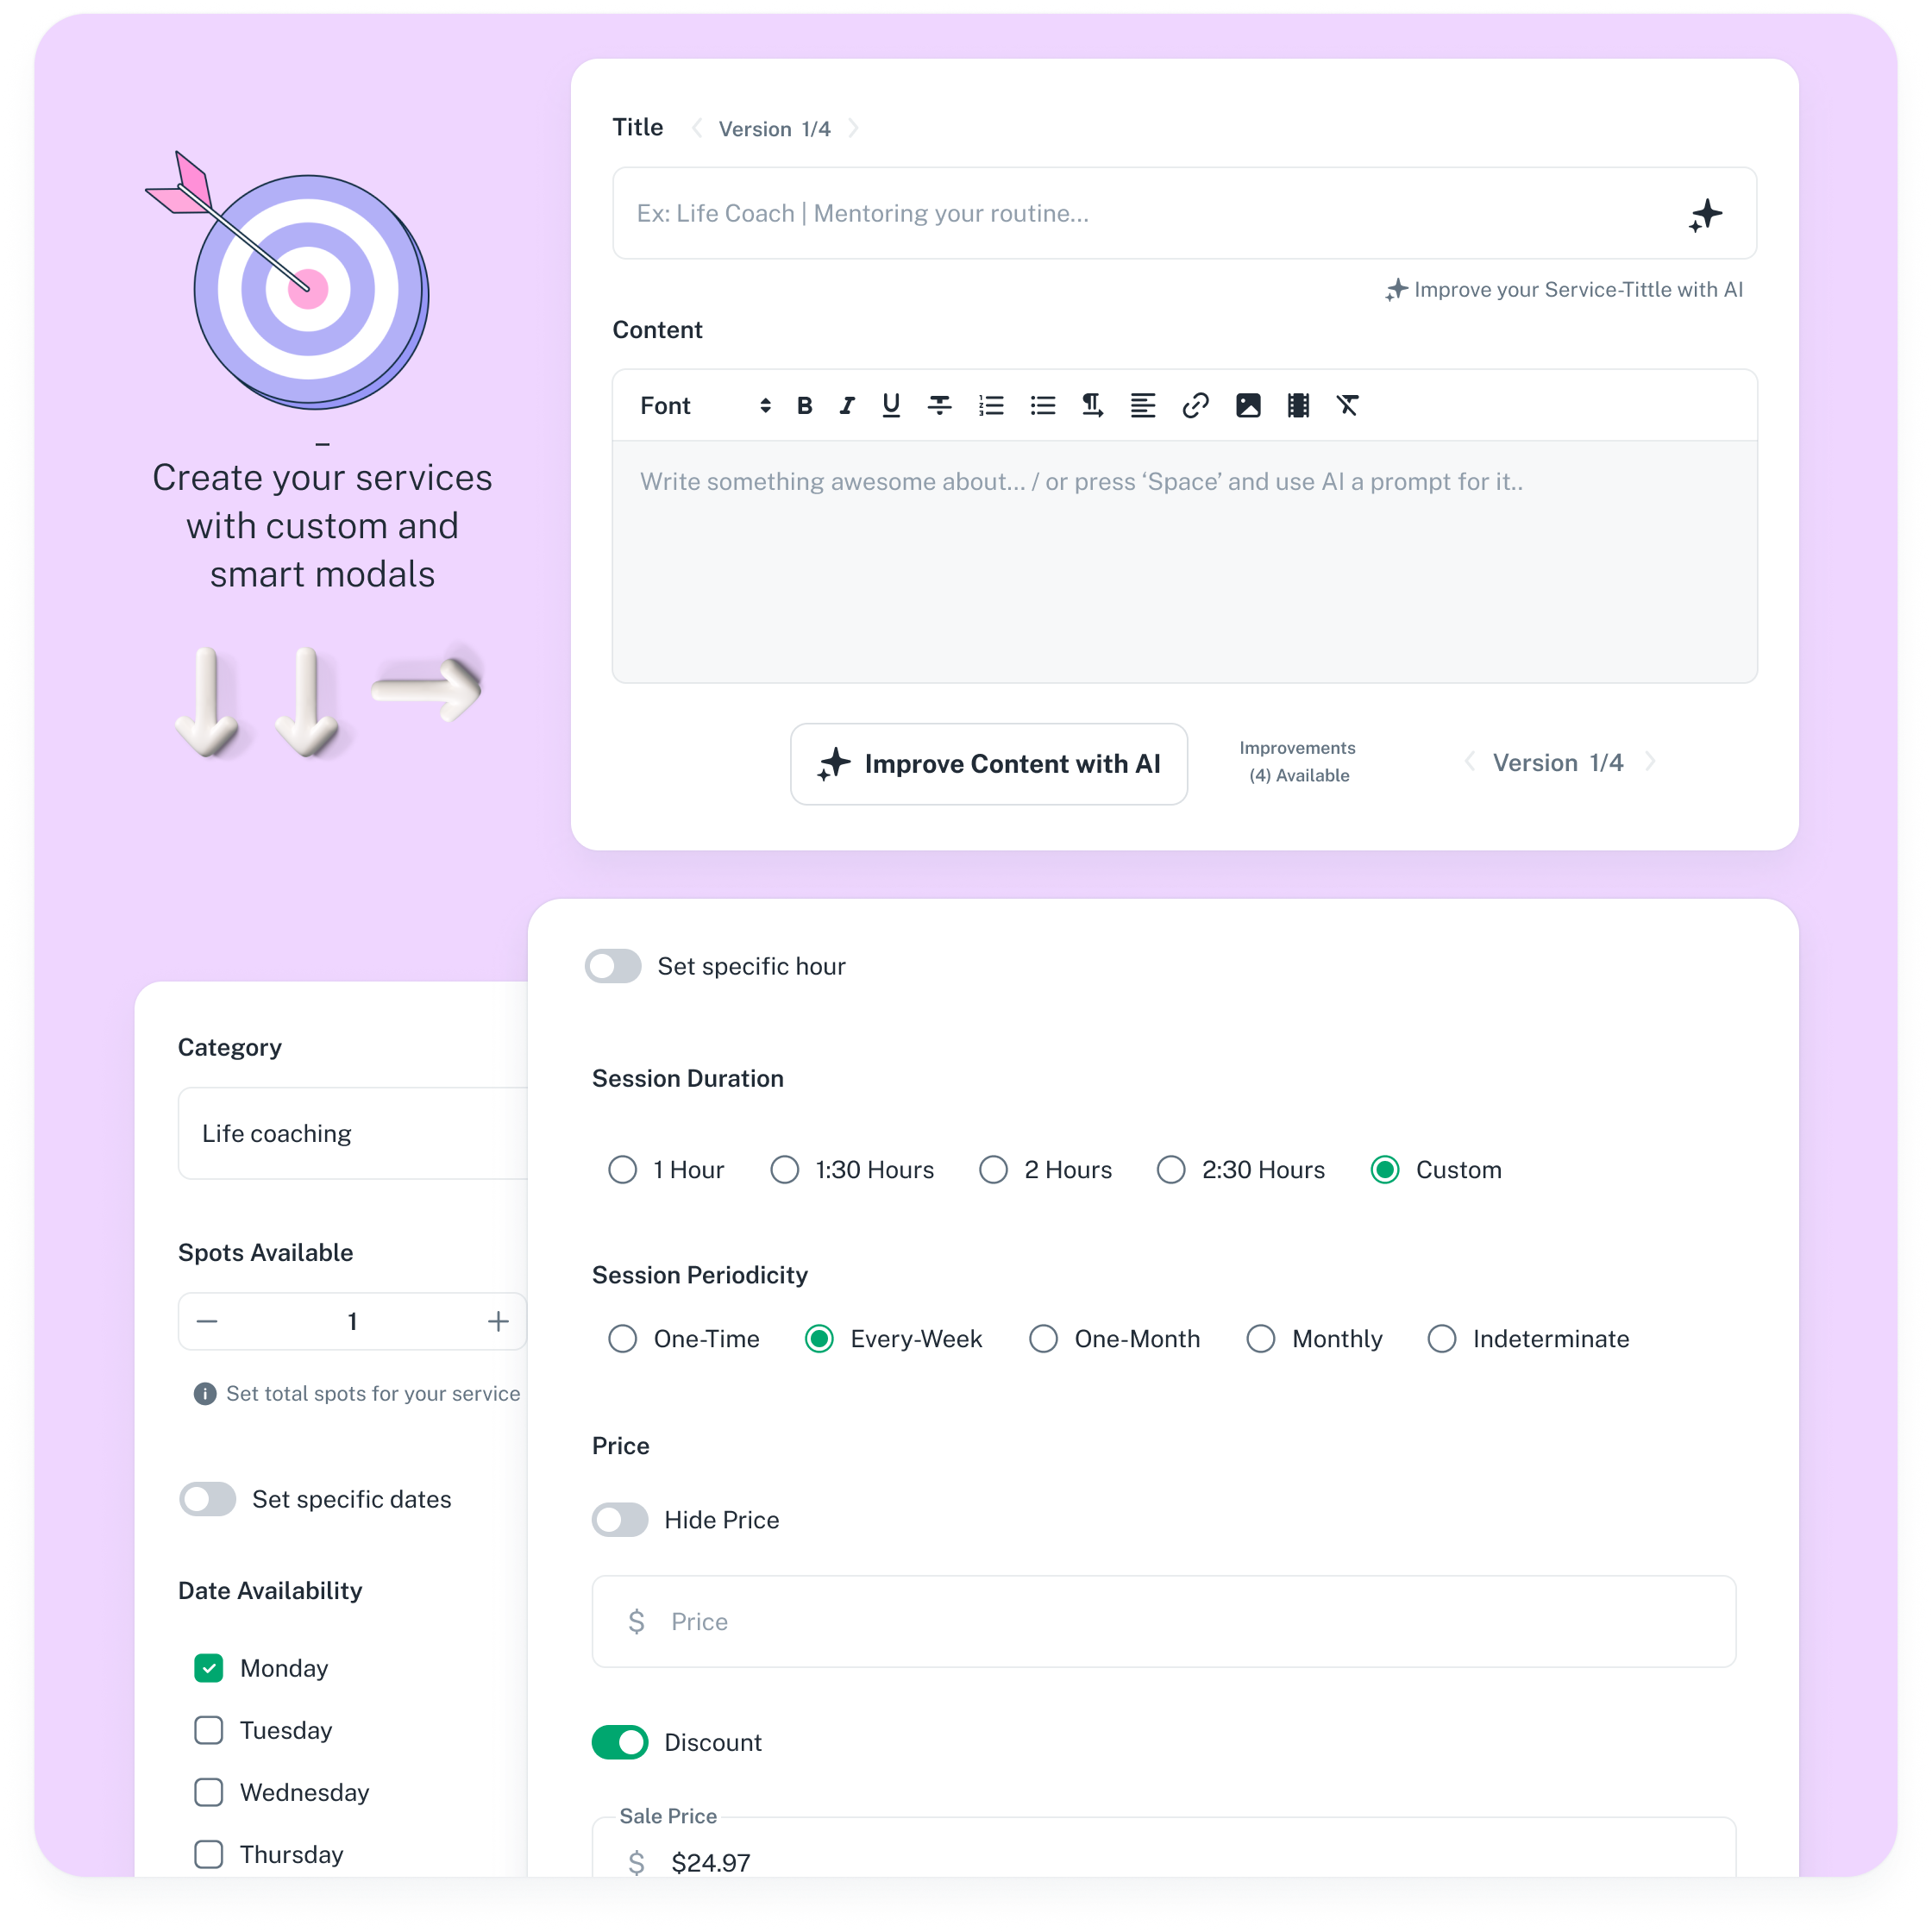 –
Create your services
with custom and
smart modals
Title
Version 1/4
Ex: Life Coach | Mentoring your routine...
Improve your Service-Tittle with AI
Content
Font
Write something awesome about... / or press ‘Space’ and use AI a prompt for it..
Improve Content with AI
Improvements
(4) Available
Version 1/4
Category
Life coaching
Spots Available
1
Set total spots for your service
Set specific dates
Date Availability
Monday
Tuesday
Wednesday
Thursday
Set specific hour
Session Duration
1 Hour 1:30 Hours 2 Hours 2:30 Hours Custom
Session Periodicity
One-Time Every-Week One-Month Monthly Indeterminate
Price
Hide Price
$ Price
Discount
Sale Price
$ $24.97